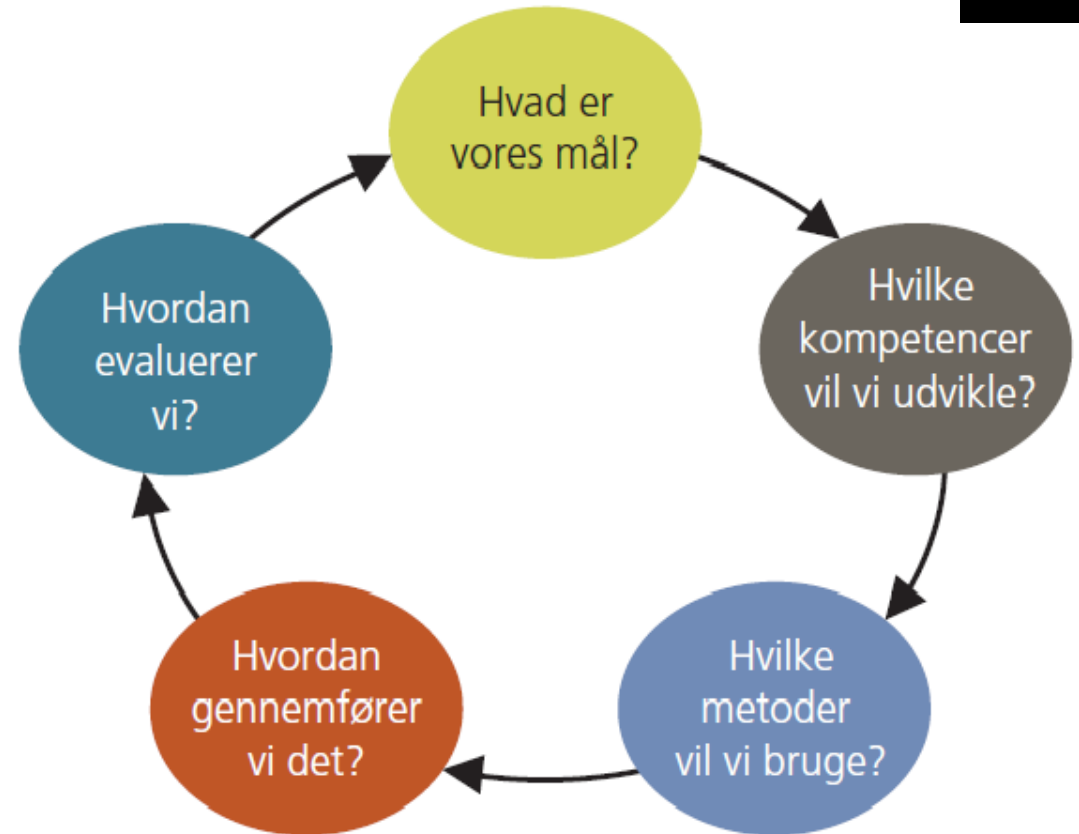 Hvad er
vores mål?
Hvilke
kompetencer
vil vi udvikle?
Hvilke
metoder
vil vi bruge?
Hvordan
gennemfører
vi det?
Hvordan
evaluerer
vi?